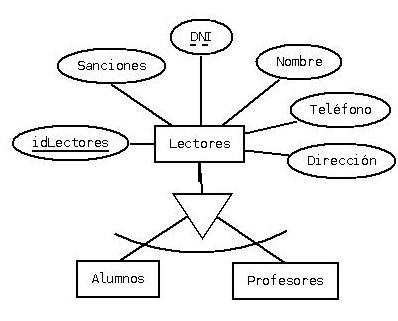 DNI
Sanciones
Nombre
Teléfono
idLectores
Lectores
Dirección
Alumnos
Profesores